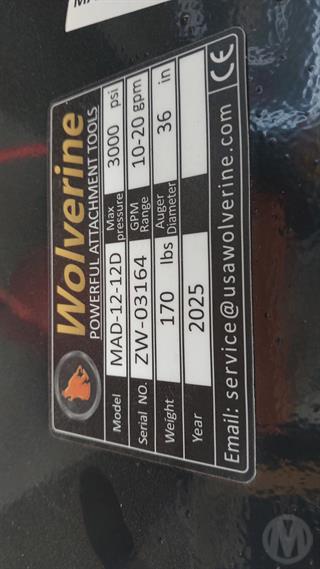 Wolverine
POWERFUL ATTACHMENT TOOLS
Model MAD-12-12D Max pressure 3000 psi
Serial NO. ZW-03164 GPM Range 10-20 gpm
Weight 170 lbs Auger Diameter 36 in
Year 2025
Email: service@usawolverine.com CE
M